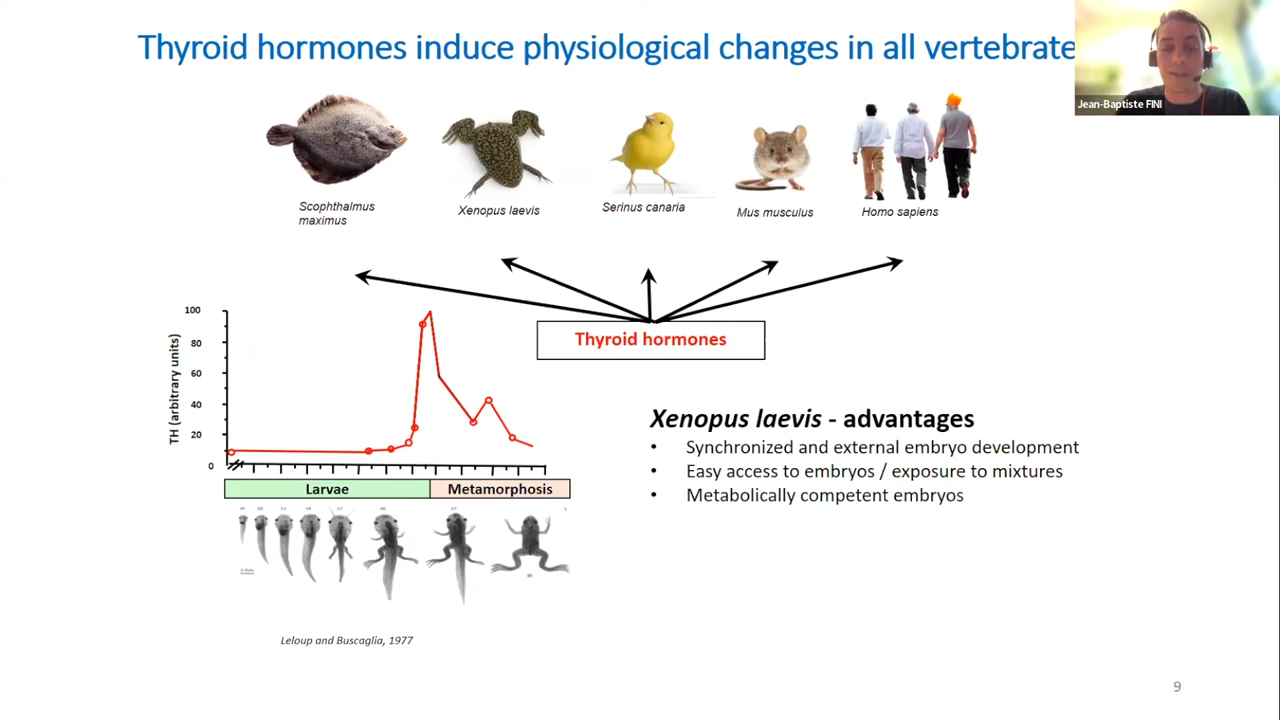 Thyroid hormones induce physiological changes in all vertebrate
Jean-Baptiste FINI
Scophthalmus
maximus
Xenopus laevis
Serinus canaria
Mus musculus
Homo sapiens
Thyroid hormones
TH (arbitrary units)
100
80
60
40
20
0
Larvae
Metamorphosis
Xenopus laevis - advantages
• Synchronized and external embryo development
• Easy access to embryos / exposure to mixtures
• Metabolically competent embryos
Leloup and Buscaglia, 1977
9